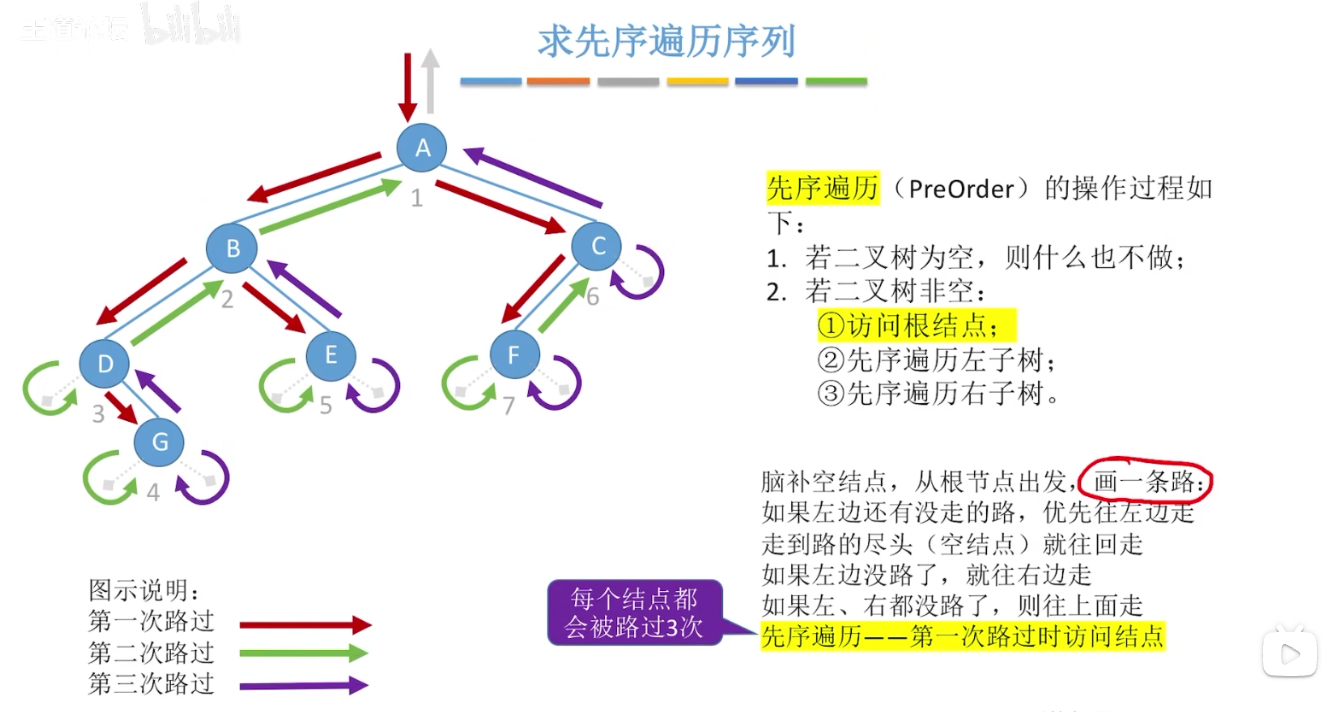 bilibili
求先序遍历序列
A
1
B
2
C
6
D
3
E
5
F
7
G
4
先序遍历（PreOrder）的操作过程如
下：
1. 若二叉树为空，则什么也不做；
2. 若二叉树非空：
①访问根结点；
②先序遍历左子树；
③先序遍历右子树。
脑补空结点，从根节点出发，画一条路：
如果左边还有没走的路，优先往左边走
走到路的尽头（空结点）就往回走
如果左边没路了，就往右边走
如果左、右都没路了，则往上面走
先序遍历——第一次路过时访问结点
每个结点都
会被路过3次
图示说明：
第一次路过
第二次路过
第三次路过